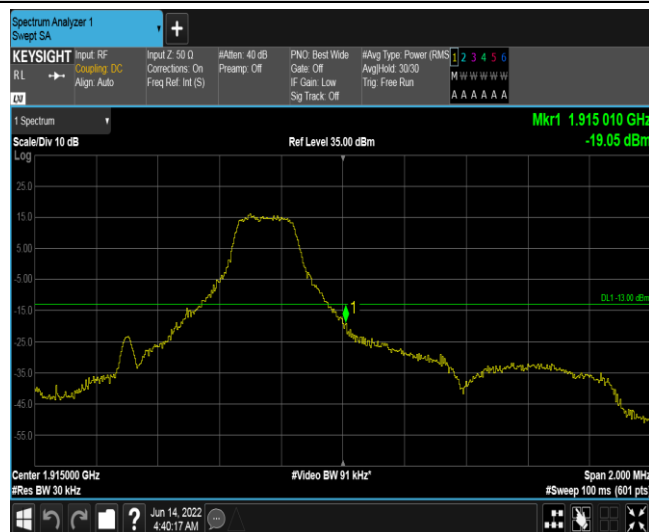 Spectrum Analyzer 1
Swept SA
+
KEYSIGHT
RL
Input: RF
Coupling: DC
Align: Auto
Input Z: 50 Ω
Corrections: On
Freq Ref: Int (S)
#Atten: 40 dB
Preamp: Off
PNO: Best Wide
Gate: Off
IF Gain: Low
Sig Track: Off
#Avg Type: Power (RMS
Avg|Hold: 30/30
Trig: Free Run
1 2 3 4 5 6
M W W W W W
A A A A A A
1 Spectrum
Scale/Div 10 dB
Ref Level 35.00 dBm
Mkr1 1.915 010 GHz
-19.05 dBm
Log
25.0
15.0
5.00
-5.00
-15.0
-25.0
-35.0
-45.0
-55.0
DL1 -13.00 dBm
1
Center 1.915000 GHz
#Res BW 30 kHz
#Video BW 91 kHz*
Span 2.000 MHz
#Sweep 100 ms (601 pts)
?
Jun 14, 2022
4:40:17 AM